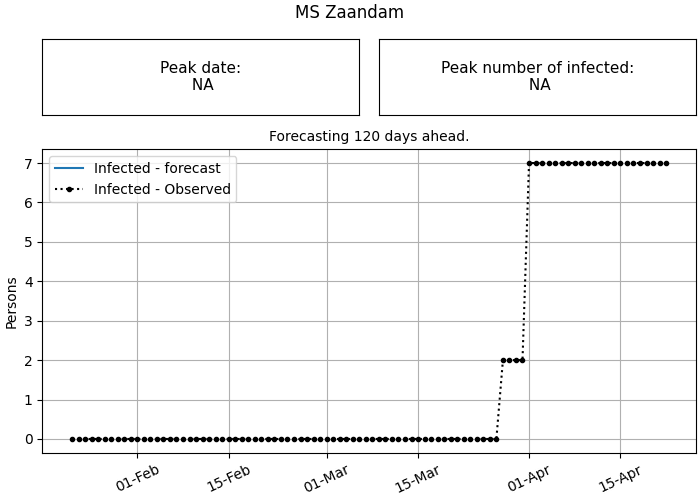 MS Zaandam
Peak date:
NA
Peak number of infected:
NA
Forecasting 120 days ahead.
Infected - forecast
Infected - Observed
Persons
7
6
5
4
3
2
1
0
01-Feb
15-Feb
01-Mar
15-Mar
01-Apr
15-Apr